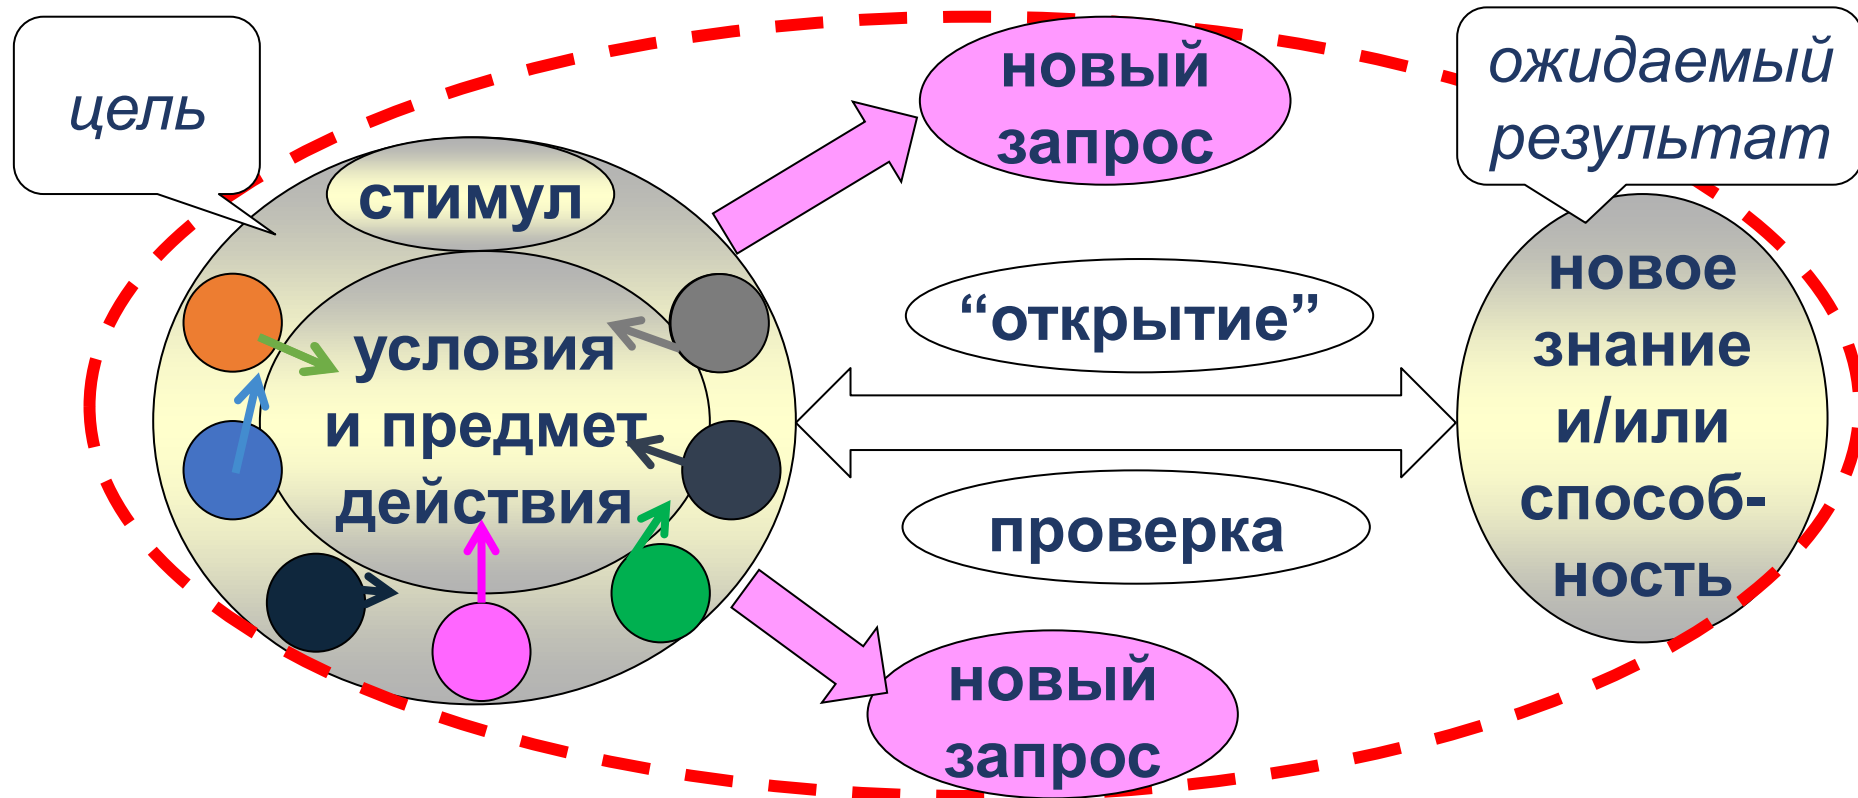 цель
стимул
условия
и предмет
действия
новый
запрос
“открытие”
проверка
новый
запрос
ожидаемый
результат
новое
знание
и/или
способ-
ность